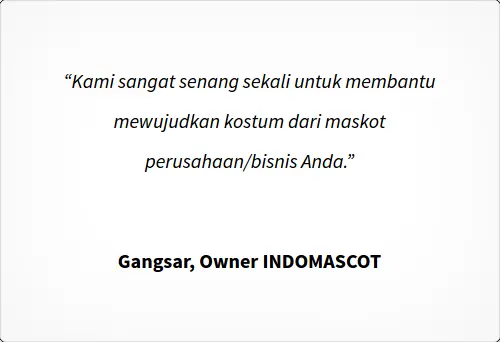 “Kami sangat senang sekali untuk membantu
mewujudkan kostum dari maskot
perusahaan/bisnis Anda.”
Gangsar, Owner INDOMASCOT